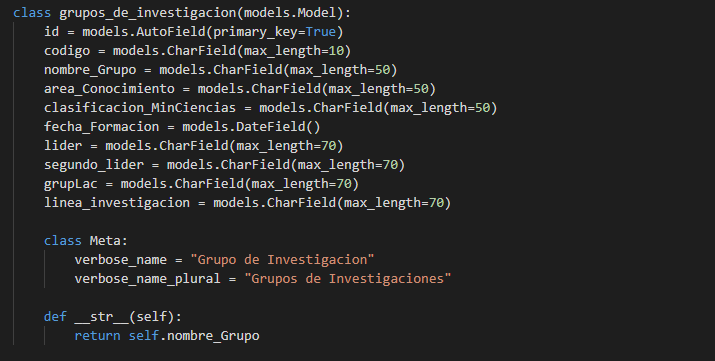 class grupos_de_investigacion(models.Model):
    id = models.AutoField(primary_key=True)
    codigo = models.CharField(max_length=10)
    nombre_Grupo = models.CharField(max_length=50)
    area_Conocimiento = models.CharField(max_length=50)
    clasificacion_MinCiencias = models.CharField(max_length=50)
    fecha_Formacion = models.DateField()
    lider = models.CharField(max_length=70)
    segundo_lider = models.CharField(max_length=70)
    grupLac = models.CharField(max_length=70)
    linea_investigacion = models.CharField(max_length=70)

    class Meta:
        verbose_name = "Grupo de Investigacion"
        verbose_name_plural = "Grupos de Investigaciones"

    def __str__(self):
        return self.nombre_Grupo